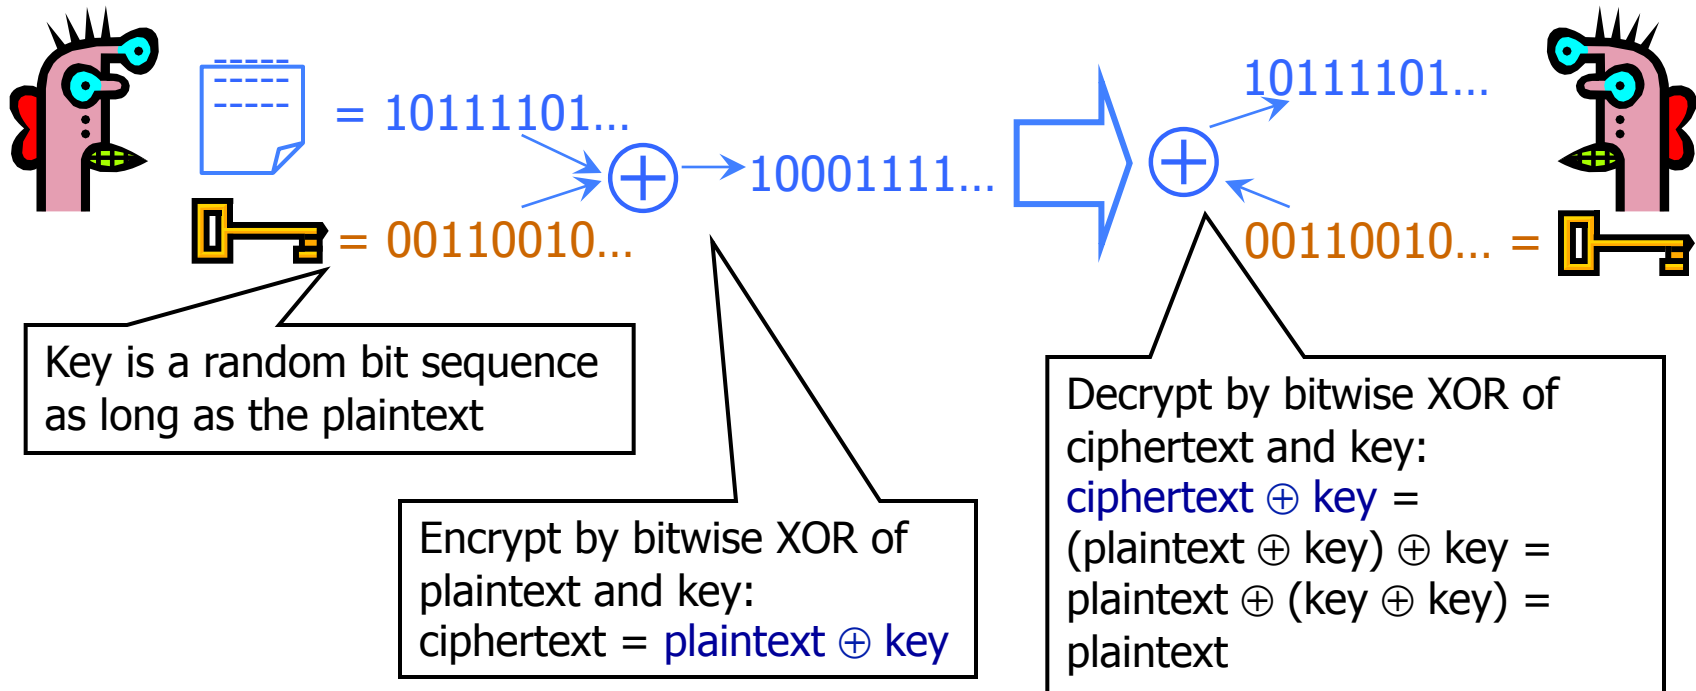 = 10111101...
10001111...
= 00110010...
10111101...
00110010... =
Key is a random bit sequence
as long as the plaintext
Encrypt by bitwise XOR of
plaintext and key:
ciphertext = plaintext ⊕ key
Decrypt by bitwise XOR of
ciphertext and key:
ciphertext ⊕ key =
(plaintext ⊕ key) ⊕ key =
plaintext ⊕ (key ⊕ key) =
plaintext